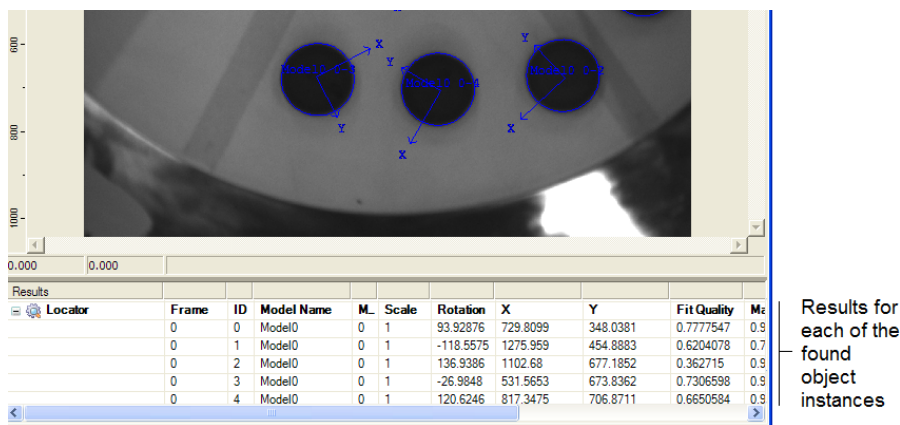 600
800
1000
X
Y
Y
X
Y
X
0.000 0.000
Results
Locator Frame ID Model Name M_ Scale Rotation X Y Fit Quality Ma
0 0 Model0 0 1 93.92876 729.8099 348.0381 0.7777547 0.9
0 1 Model0 0 1 -118.5575 1275.959 454.8883 0.6204078 0.7
0 2 Model0 0 1 136.9386 1102.68 677.1852 0.362715 0.9
0 3 Model0 0 1 -26.9848 531.5653 673.8362 0.7306598 0.9
0 4 Model0 0 1 120.6246 817.3475 706.8711 0.6650584 0.9
Results for
each of the
found
object
instances